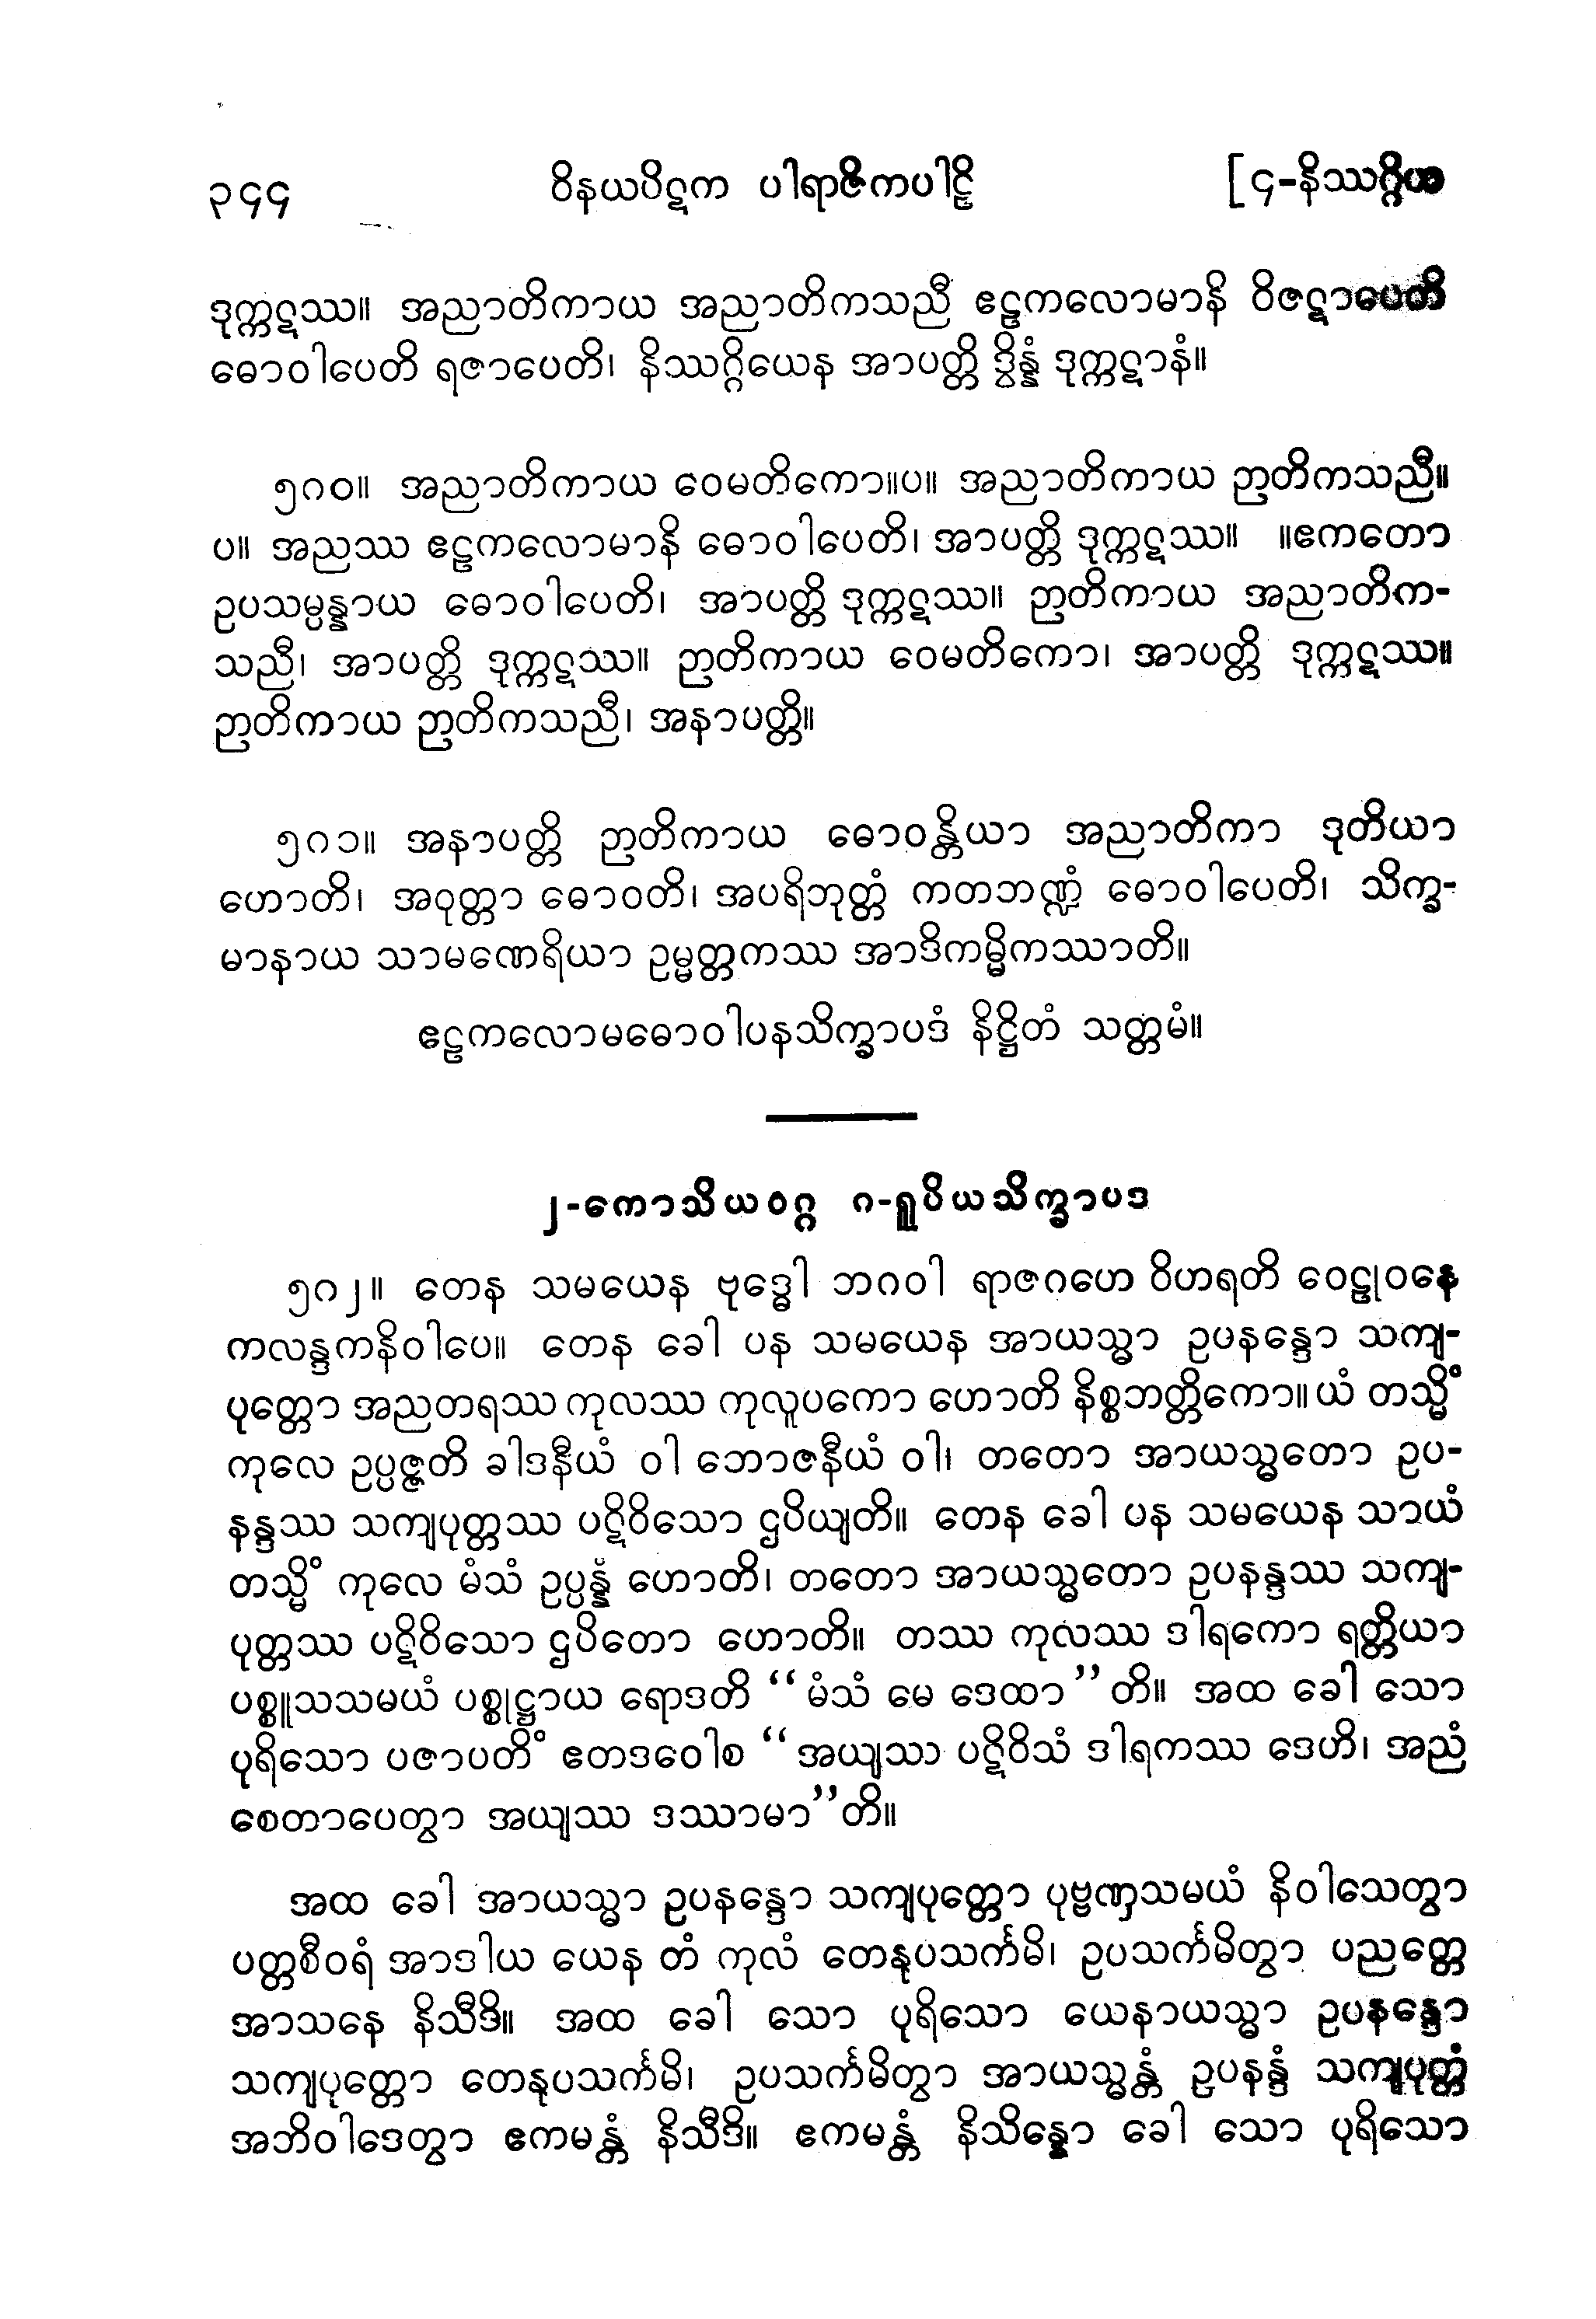 ၃၄၄ ဝိနယပိဋက ပါရာဇိကပါဠိ [၄-နိဿဂ္ဂိယ
ဒုက္ကဋဿ။ အညာတိကာယ အညာတိကသညီ ဧဠကလောမာနိ ဝိဇဋာပေတိ
ဓောဝါပေတိ ရဇာပေတိ၊ နိဿဂ္ဂိယေန အာပတ္တိ ဒွိန္နံ ဒုက္ကဋာနံ။
၅၈၀။ အညာတိကာယ ဝေမတိကော။ပ။ အညာတိကာယ ဉာတိကသညီ။
ပ။ အညဿ ဧဠကလောမာနိ ဓောဝါပေတိ၊ အာပတ္တိ ဒုက္ကဋဿ။ ။ဧကတော
ဥပသမ္ပန္နာယ ဓောဝါပေတိ၊ အာပတ္တိ ဒုက္ကဋဿ။ ဉာတိကာယ အညာတိက-
သညီ၊ အာပတ္တိ ဒုက္ကဋဿ။ ဉာတိကာယ ဝေမတိကော၊ အာပတ္တိ ဒုက္ကဋဿ။
ဉာတိကာယ ဉာတိကသညီ၊ အနာပတ္တိ။
၅၈၁။ အနာပတ္တိ ဉာတိကာယ ဓောဝန္တိယာ အညာတိကာ ဒုတိယာ
ဟောတိ၊ အဝုတ္တာ ဓောဝတိ၊ အပရိဘုတ္တံ ကတဘဏ္ဍံ ဓောဝါပေတိ၊ သိက္ခ-
မာနာယ သာမဏေရိယာ ဥမ္မတ္တကဿ အာဒိကမ္မိကဿာတိ။
ဧဠကလောမဓောဝါပနသိက္ခာပဒံ နိဋ္ဌိတံ သတ္တမံ။
၂-ကောသိယဝဂ္ဂ ၈-ရူပိယသိက္ခာပဒ
၅၈၂။ တေန သမယေန ဗုဒ္ဓေါ ဘဂဝါ ရာဇဂဟေ ဝိဟရတိ ဝေဠုဝနေ
ကလန္ဒကနိဝါပေ။ တေန ခေါ ပန သမယေန အာယသ္မာ ဥပနန္ဒော သကျ-
ပုတ္တော အညတရဿ ကုလဿ ကုလူပကော ဟောတိ နိစ္စဘတ္တိကော။ ယံ တသ္မိံ
ကုလေ ဥပ္ပဇ္ဇတိ ခါဒနီယံ ဝါ ဘောဇနီယံ ဝါ၊ တတော အာယသ္မတော ဥပ-
နန္ဒဿ သကျပုတ္တဿ ပဋိဝိသော ဌပိယျတိ။ တေန ခေါ ပန သမယေန သာယံ
တသ္မိံ ကုလေ မံသံ ဥပ္ပန္နံ ဟောတိ၊ တတော အာယသ္မတော ဥပနန္ဒဿ သကျ-
ပုတ္တဿ ပဋိဝိသော ဌပိတော ဟောတိ။ တဿ ကုလဿ ဒါရကော ရတ္တိယာ
ပစ္စူသသမယံ ပစ္စုဋ္ဌာယ ရောဒတိ “မံသံ မေ ဒေထာ”တိ။ အထ ခေါ သော
ပုရိသော ပဇာပတိံ ဧတဒဝေါစ “အယျဿ ပဋိဝိသံ ဒါရကဿ ဒေဟိ၊ အညံ
စေတာပေတွာ အယျဿ ဒဿာမာ”တိ။
အထ ခေါ အာယသ္မာ ဥပနန္ဒော သကျပုတ္တော ပုဗ္ဗဏှသမယံ နိဝါသေတွာ
ပတ္တစီဝရံ အာဒါယ ယေန တံ ကုလံ တေနုပသင်္ကမိ၊ ဥပသင်္ကမိတွာ ပညတ္တေ
အာသနေ နိသီဒိ။ အထ ခေါ သော ပုရိသော ယေနာယသ္မာ ဥပနန္ဒော
သကျပုတ္တော တေနုပသင်္ကမိ၊ ဥပသင်္ကမိတွာ အာယသ္မန္တံ ဥပနန္ဒံ သကျပုတ္တံ
အဘိဝါဒေတွာ ဧကမန္တံ နိသီဒိ။ ဧကမန္တံ နိသိန္နော ခေါ သော ပုရိသော